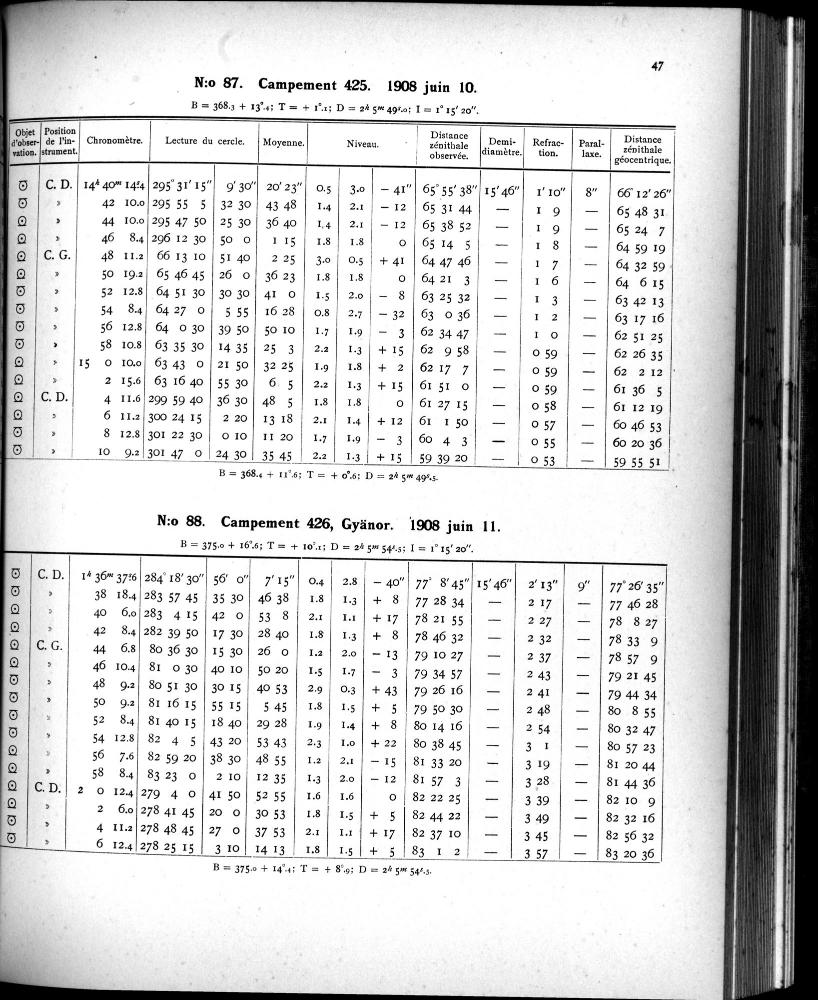 47
N:o 87. Campement 425. 1908 juin 10.
B = 368.3 + 13°.4; T = + 1°.1; D = 2h 5m 49s.0; I = 1° 15' 20".
Objet d'observation. Position de l'instrument. Chronomètre. Lecture du cercle. Moyenne. Niveau. Distance zénithale observée. Demi-diamètre. Réfraction. Parallaxe. Distance zénithale géocentrique.
C. D. 14h 40m 14s.4 295° 31' 15" 9' 30" 20' 23" 0.5 3.0 — 41" 65° 55' 38" 15' 46" 1' 10" 8" 66° 12' 26"
» 42 10.0 295 55 5 32 30 43 48 1.4 2.1 — 12 65 31 44 — 1 9 — 65 48 31
» 44 10.0 295 47 50 25 30 36 40 1.4 2.1 — 12 65 38 52 — 1 9 — 65 24 7
» 46 8.4 296 12 30 50 0 1 15 1.8 1.8 0 65 14 5 — 1 8 — 64 59 19
C. G. 48 11.2 66 13 10 51 40 2 25 3.0 0.5 + 41 64 47 46 — 1 7 — 64 32 59
» 50 19.2 65 46 45 26 0 36 23 1.8 1.8 0 64 21 3 — 1 6 — 64 6 15
» 52 12.8 64 51 30 30 30 41 0 1.5 2.0 — 8 63 25 32 — 1 3 — 63 42 13
» 54 8.4 64 27 0 5 55 16 28 0.8 2.7 — 32 63 0 36 — 1 2 — 63 17 16
» 56 12.8 64 0 30 39 50 50 10 1.7 1.9 — 3 62 34 47 — 1 0 — 62 51 25
» 58 10.8 63 35 30 14 35 25 3 2.2 1.3 + 15 62 9 58 — 0 59 — 62 26 35
» 15 0 10.0 63 43 0 21 50 32 25 1.9 1.8 + 2 62 17 7 — 0 59 — 62 2 12
» 2 15.6 63 16 40 55 30 6 5 2.2 1.3 + 15 61 51 0 — 0 59 — 61 36 5
C. D. 4 11.6 299 59 40 36 30 48 5 1.8 1.8 0 61 27 15 — 0 58 — 61 12 19
» 6 11.2 300 24 15 2 20 13 18 2.1 1.4 + 12 61 1 50 — 0 57 — 60 46 53
» 8 12.8 301 22 30 0 10 11 20 1.7 1.9 — 3 60 4 3 — 0 55 — 60 20 36
» 10 9.2 301 47 0 24 30 35 45 2.2 1.3 + 15 59 39 20 — 0 53 — 59 55 51
B = 368.4 + 11°.6; T = + 0°.6; D = 2h 5m 49s.5.
N:o 88. Campement 426, Gyänor. 1908 juin 11.
B = 375.0 + 16°.6; T = + 10°.1; D = 2h 5m 54s.5; I = 1° 15' 20".
C. D. 1h 36m 37s.6 284° 18' 30" 56' 0" 7' 15" 0.4 2.8 — 40" 77° 8' 45" 15' 46" 2' 13" 9" 77° 26' 35"
» 38 18.4 283 57 45 35 30 46 38 1.8 1.3 + 8 77 28 34 — 2 17 — 77 46 28
» 40 6.0 283 4 15 42 0 53 8 2.1 1.1 + 17 78 21 55 — 2 27 — 78 8 27
» 42 8.4 282 39 50 17 30 28 40 1.8 1.3 + 8 78 46 32 — 2 32 — 78 33 9
C. G. 44 6.8 80 36 30 15 30 26 0 1.2 2.0 — 13 79 10 27 — 2 37 — 78 57 9
» 46 10.4 81 0 30 40 10 50 20 1.5 1.7 — 3 79 34 57 — 2 43 — 79 21 45
» 48 9.2 80 51 30 30 15 40 53 2.9 0.3 + 43 79 26 16 — 2 41 — 79 44 34
» 50 9.2 81 16 15 55 15 5 45 1.8 1.5 + 5 79 50 30 — 2 48 — 80 8 55
» 52 8.4 81 40 15 18 40 29 28 1.9 1.4 + 8 80 14 16 — 2 54 — 80 32 47
» 54 12.8 82 4 5 43 20 53 43 2.3 1.0 + 22 80 38 45 — 3 1 — 80 57 23
» 56 7.6 82 59 20 38 30 48 55 1.2 2.1 — 15 81 33 20 — 3 19 — 81 20 44
» 58 8.4 83 23 0 2 10 12 35 1.3 2.0 — 12 81 57 3 — 3 28 — 81 44 36
C. D. 2 0 12.4 279 4 0 41 50 52 55 1.6 1.6 0 82 22 25 — 3 39 — 82 10 9
» 2 6.0 278 41 45 20 0 30 53 1.8 1.5 + 5 82 44 22 — 3 49 — 82 32 16
» 4 11.2 278 48 45 27 0 37 53 2.1 1.1 + 17 82 37 10 — 3 45 — 82 56 32
» 6 12.4 278 25 15 3 10 14 13 1.8 1.5 + 5 83 1 2 — 3 57 — 83 20 36
B = 375.0 + 14°.4; T = + 8°.9; D = 2h 5m 54s.5.